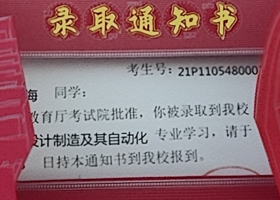 录取通知书
考生号：21P110548000
海 同学：
教育厅考试院批准，你被录取到我校
设计制造及其自动化 专业学习，请于
日持本通知书到我校报到。